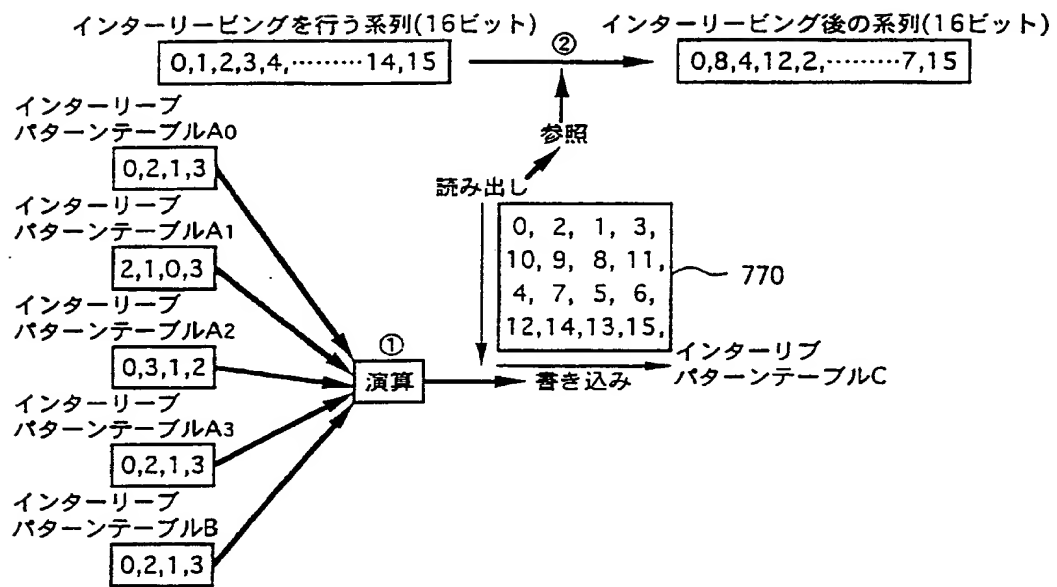 インターリービングを行う系列(16ビット)
0,1,2,3,4,………14,15
②
インターリービング後の系列(16ビット)
0,8,4,12,2,………7,15
参照
読み出し
インターリーブ
パターンテーブルA0
0,2,1,3
インターリーブ
パターンテーブルA1
2,1,0,3
インターリーブ
パターンテーブルA2
0,3,1,2
インターリーブ
パターンテーブルA3
0,2,1,3
インターリーブ
パターンテーブルB
0,2,1,3
①
演算
0, 2, 1, 3,
10, 9, 8, 11,
4, 7, 5, 6,
12,14,13,15,
770
書き込み
インターリブ
パターンテーブルC